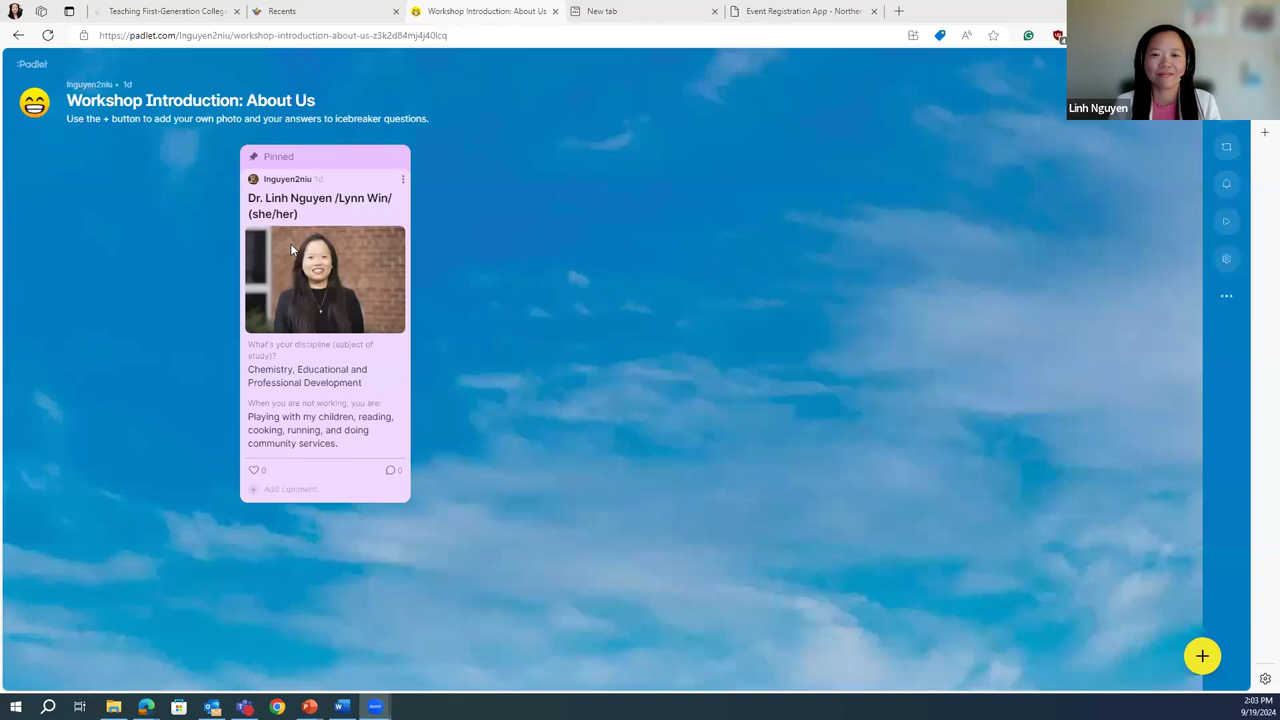 Teaching First-Generation Colleg
Recents
Workshop Introduction: About Us
New tab
Event Registration App - Norther
https://padlet.com/lnguyen2niu/workshop-introduction-about-us-z3k2d84mj4j40lcq
:Padlet
lnguyen2niu • 1d
Workshop Introduction: About Us
Use the + button to add your own photo and your answers to icebreaker questions.
Linh Nguyen
Pinned
lnguyen2niu 1d
Dr. Linh Nguyen /Lynn Win/
(she/her)
What's your discipline (subject of
study)?
Chemistry, Educational and
Professional Development
When you are not working, you are:
Playing with my children, reading,
cooking, running, and doing
community services.
0
0
Add comment
2:03 PM
9/19/2024